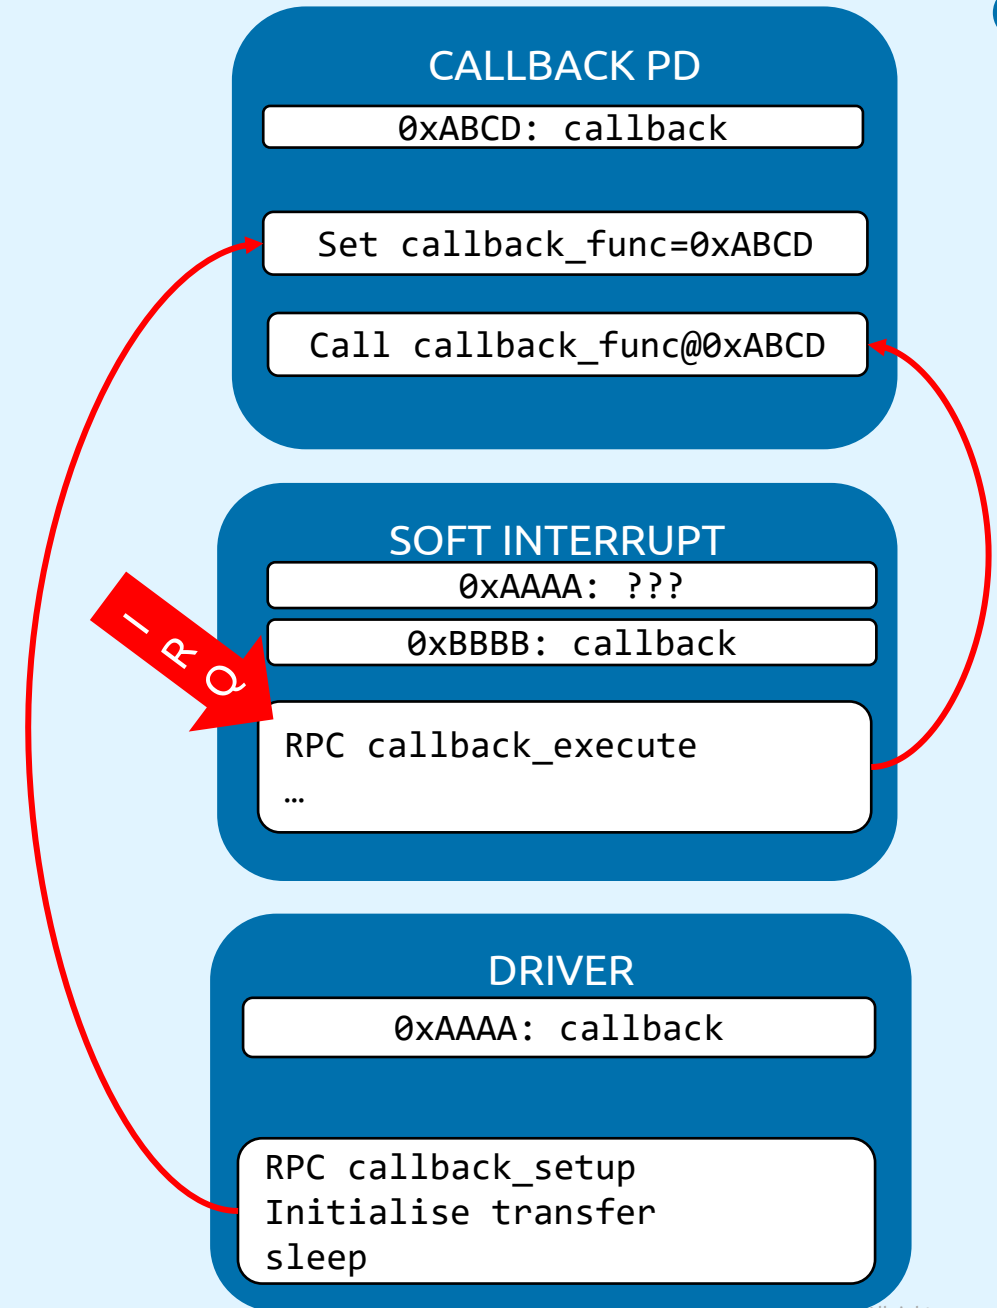 CALLBACK PD
0xABCD: callback
Set callback_func=0xABCD
Call callback_func@0xABCD
SOFT INTERRUPT
0xAAAA: ???
0xBBBB: callback
IRQ
RPC callback_execute
…
DRIVER
0xAAAA: callback
RPC callback_setup
Initialise transfer
sleep